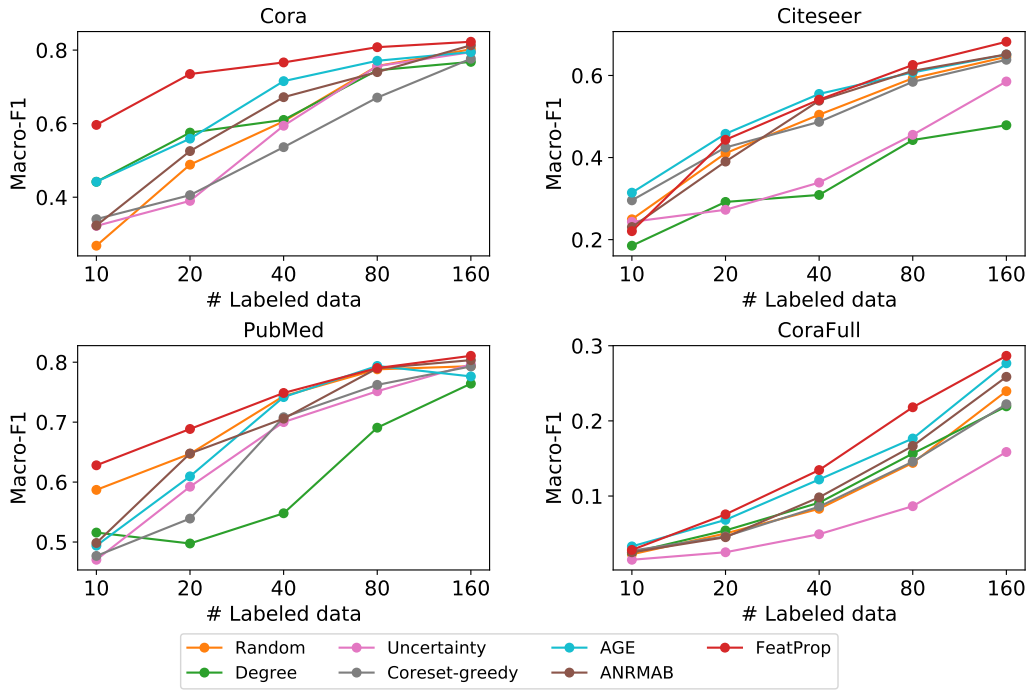 Cora
Macro-F1
0.8
0.6
0.4
10 20 40 80 160
# Labeled data
Citeseer
Macro-F1
0.6
0.4
0.2
10 20 40 80 160
# Labeled data
PubMed
Macro-F1
0.8
0.7
0.6
0.5
10 20 40 80 160
# Labeled data
CoraFull
Macro-F1
0.3
0.2
0.1
10 20 40 80 160
# Labeled data
Random Uncertainty AGE FeatProp
Degree Coreset-greedy ANRMAB